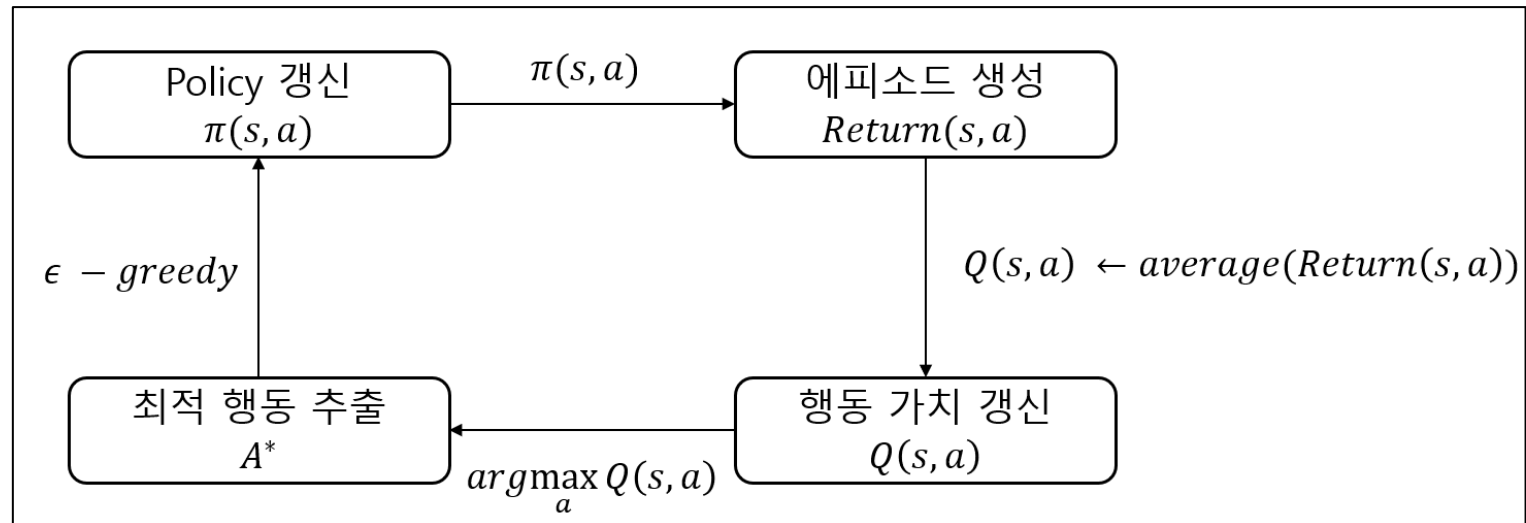 Policy 갱신
π(s, a)
π(s, a)
에피소드 생성
Return(s, a)
ϵ − greedy
Q(s, a) ← average(Return(s, a))
최적 행동 추출
A*
argmax Q(s, a)
a
행동 가치 갱신
Q(s, a)